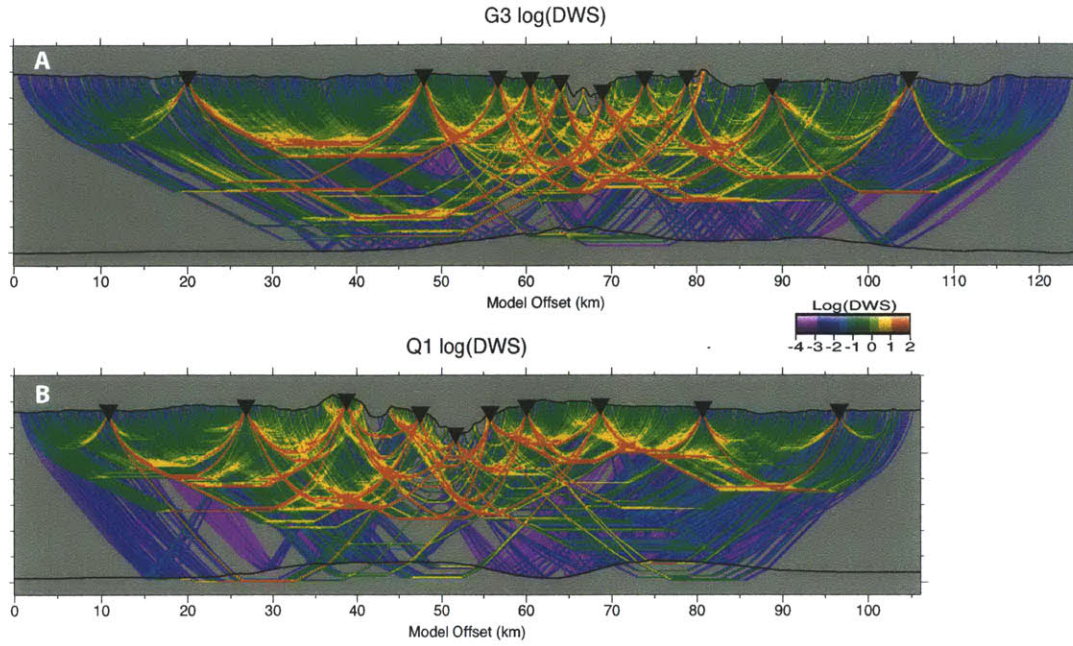 G3 log(DWS)
A
0 10 20 30 40 50 60 70 80 90 100 110 120
Model Offset (km)
Log(DWS)
-4 -3 -2 -1 0 1 2
Q1 log(DWS)
B
0 10 20 30 40 50 60 70 80 90 100
Model Offset (km)